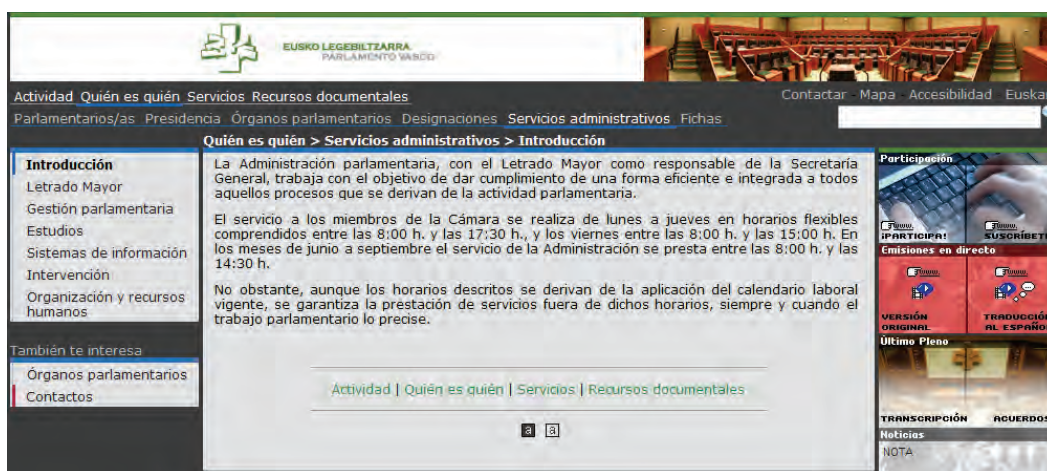 EUSKO LEGEBILTZARRA
PARLAMENTO VASCO
Actividad Quién es quién Servicios Recursos documentales
Contactar - Mapa - Accesibilidad
Parlamentarios/as Presidencia Órganos parlamentarios Designaciones Servicios administrativos Fichas
Quién es quién > Servicios administrativos > Introducción
Introducción
Letrado Mayor
Gestión parlamentaria
Estudios
Sistemas de información
Intervención
Organización y recursos
humanos
También te interesa
Órganos parlamentarios
Contactos
La Administración parlamentaria, con el Letrado Mayor como responsable de la Secretaría
General, trabaja con el objetivo de dar cumplimiento de una forma eficiente e integrada a todos
aquellos procesos que se derivan de la actividad parlamentaria.
El servicio a los miembros de la Cámara se realiza de lunes a jueves en horarios flexibles
comprendidos entre las 8:00 h. y las 17:30 h., y los viernes entre las 8:00 h. y las 15:00 h. En
los meses de junio a septiembre el servicio de la Administración se presta entre las 8:00 h. y las
14:30 h.
No obstante, aunque los horarios descritos se derivan de la aplicación del calendario laboral
vigente, se garantiza la prestación de servicios fuera de dichos horarios, siempre y cuando el
trabajo parlamentario lo precise.
Actividad | Quién es quién | Servicios | Recursos documentales
a a
Participación
¡PARTICIPA!
SUSCRÍBETE
Emisiones en directo
VERSIÓN
ORIGINAL
TRADUCCIÓN
AL ESPAÑOL
Último Pleno
TRANSCRIPCIÓN
ACUERDOS
Noticias
NOTA